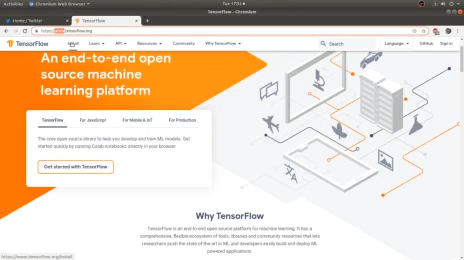 Activities Chromium Web Browser Tue 17:51 TensorFlow - Chromium
Home / Twitter TensorFlow
tensorflow.org
TensorFlow Install Learn API Resources Community Why TensorFlow Search Language GitHub Sign in
An end-to-end open
source machine
learning platform
TensorFlow For JavaScript For Mobile & IoT For Production
The core open source library to help you develop and train ML models. Get
started quickly by running Colab notebooks directly in your browser.
Get started with TensorFlow
Why TensorFlow
TensorFlow is an end-to-end open source platform for machine learning. It has a
comprehensive, flexible ecosystem of tools, libraries and community resources that lets
researchers push the state-of-the-art in ML and developers easily build and deploy ML
powered applications.
https://www.tensorflow.org/install